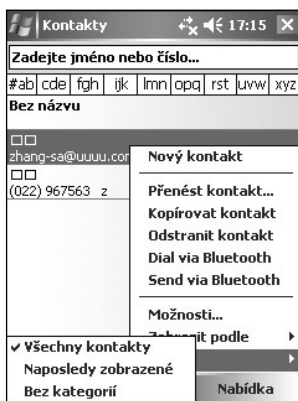 Kontakty 17:15
Zadejte jméno nebo číslo...
#ab cde fgh ijk lmn opq rst uvw xyz
Bez názvu
zhang-sa@uuuu.com
(022) 967563 z
Nový kontakt
Přenést kontakt...
Kopírovat kontakt
Odstranit kontakt
Dial via Bluetooth
Send via Bluetooth
Možnosti...
Zobrazit podle
Všechny kontakty
Naposledy zobrazené
Bez kategorií
Nabídka